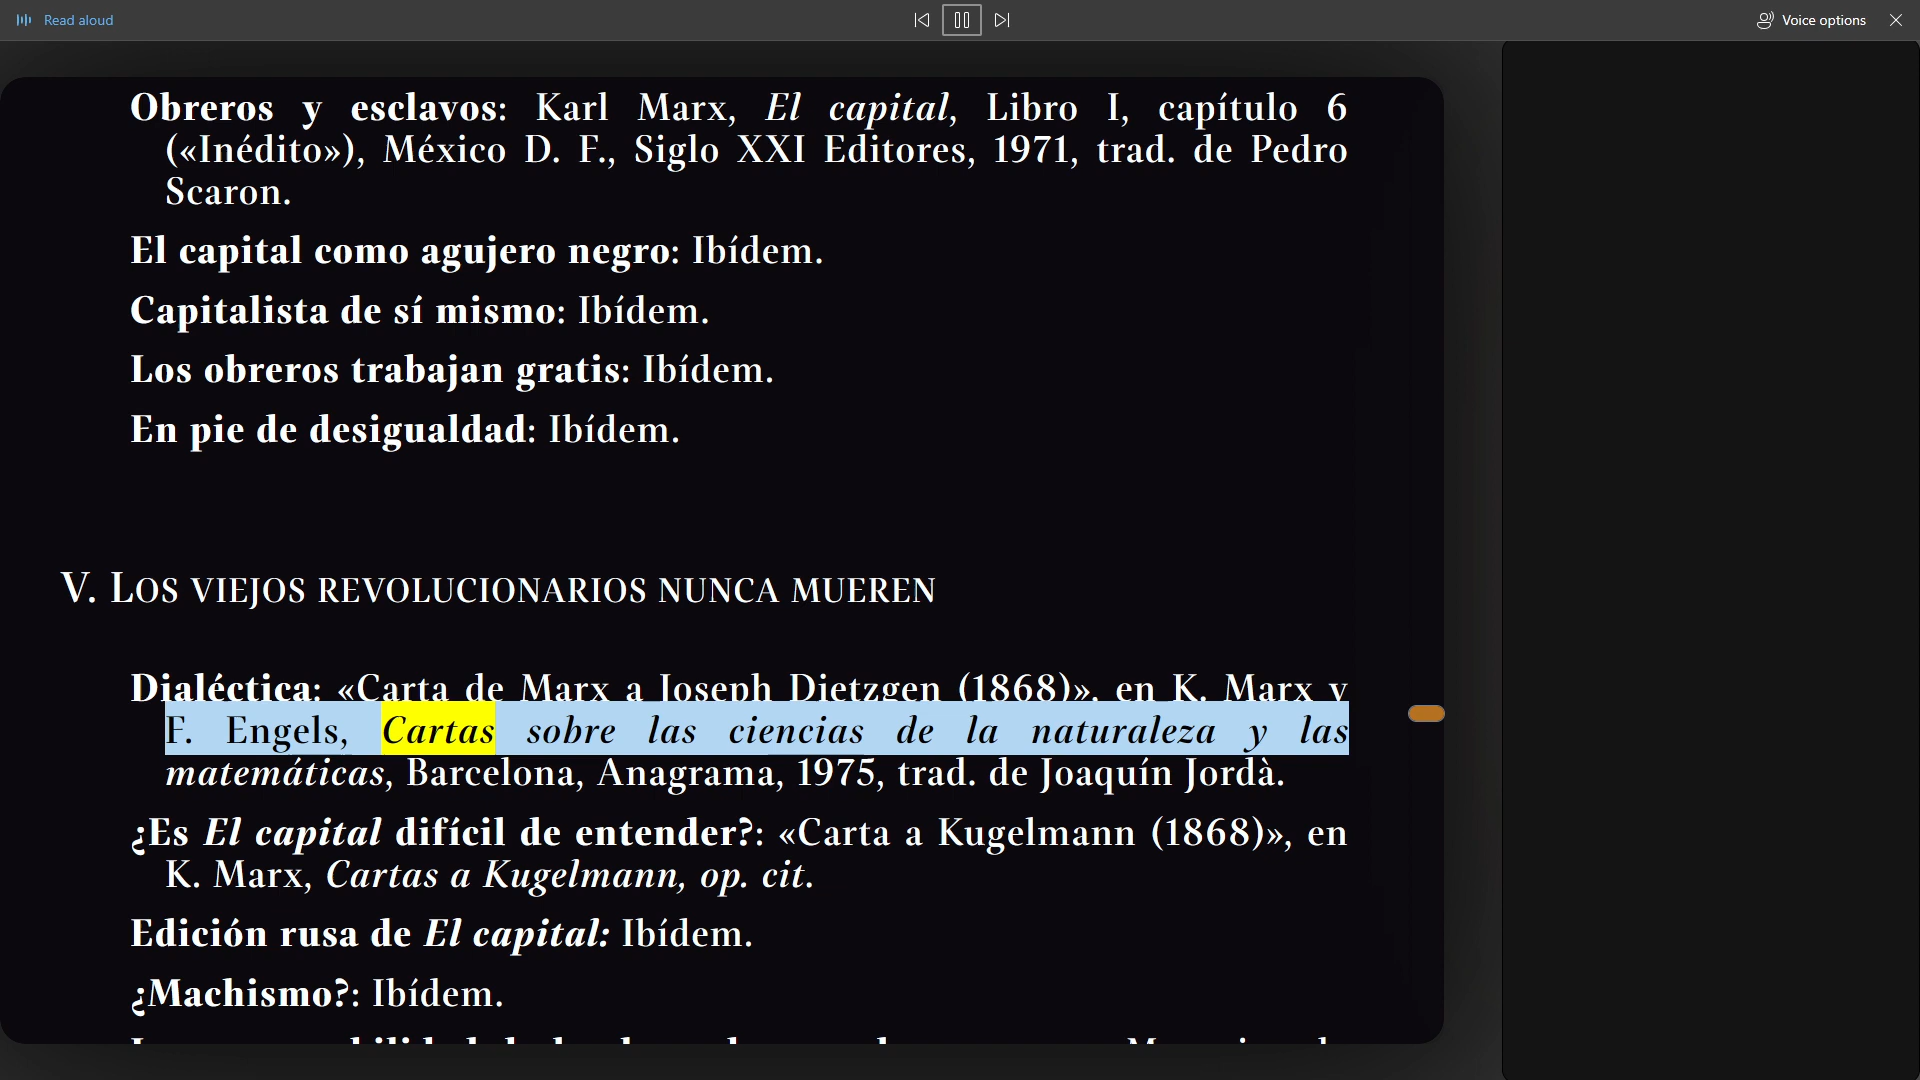 Read aloud
Voice options
Obreros y esclavos: Karl Marx, El capital, Libro I, capítulo 6
(«Inédito»), México D. F., Siglo XXI Editores, 1971, trad. de Pedro
Scaron.
El capital como agujero negro: Ibídem.
Capitalista de sí mismo: Ibídem.
Los obreros trabajan gratis: Ibídem.
En pie de desigualdad: Ibídem.
V. LOS VIEJOS REVOLUCIONARIOS NUNCA MUEREN
Dialéctica: «Carta de Marx a Joseph Dietzgen (1868)», en K. Marx y
F. Engels, Cartas sobre las ciencias de la naturaleza y las
matemáticas, Barcelona, Anagrama, 1975, trad. de Joaquín Jordà.
¿Es El capital difícil de entender?: «Carta a Kugelmann (1868)», en
K. Marx, Cartas a Kugelmann, op. cit.
Edición rusa de El capital: Ibídem.
¿Machismo?: Ibídem.